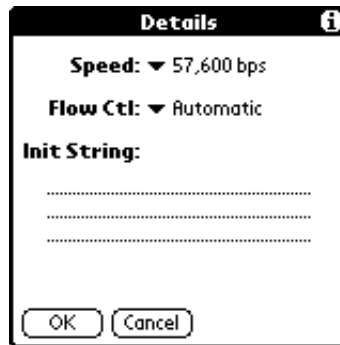 Details
Speed: 57,600 bps
Flow Ctl: Automatic
Init String:
OK Cancel